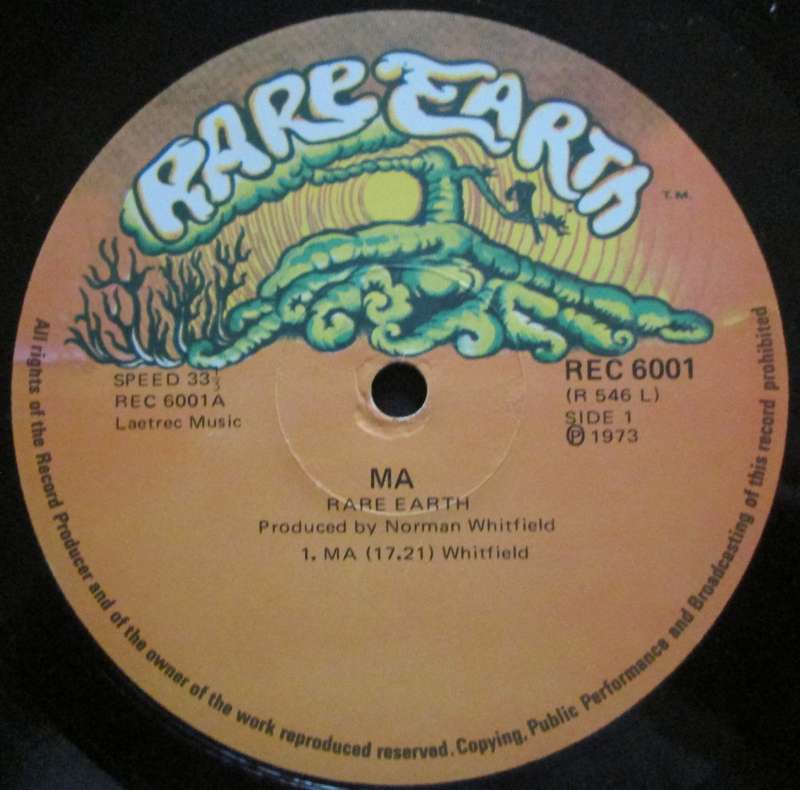 RARE EARTH
T.M.
SPEED 33⅓
REC 6001A
Laetrec Music
REC 6001
(R 546 L)
SIDE 1
Ⓟ 1973
MA
RARE EARTH
Produced by Norman Whitfield
1. MA (17.21) Whitfield
All rights of the Record Producer and of the owner of the work reproduced reserved. Copying, Public Performance and Broadcasting of this record prohibited